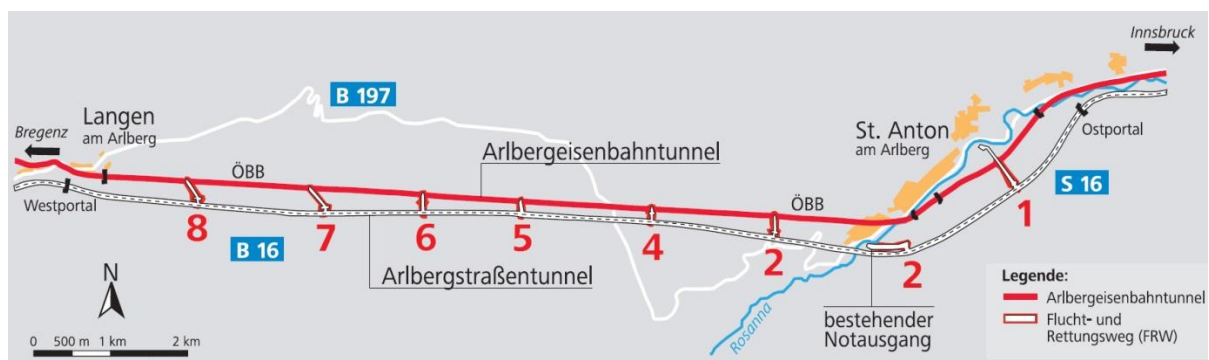 Innsbruck
B 197
Langen
am Arlberg
Bregenz
St. Anton
am Arlberg
Ostportal
Arlbergeisenbahntunnel
ÖBB
ÖBB
S 16
Westportal
8
7
6
5
4
2
2
1
B 16
Arlbergstraßentunnel
N
0 500 m 1 km 2 km
Rosanna
bestehender
Notausgang
Legende:
Arlbergeisenbahntunnel
Flucht- und
Rettungsweg (FRW)